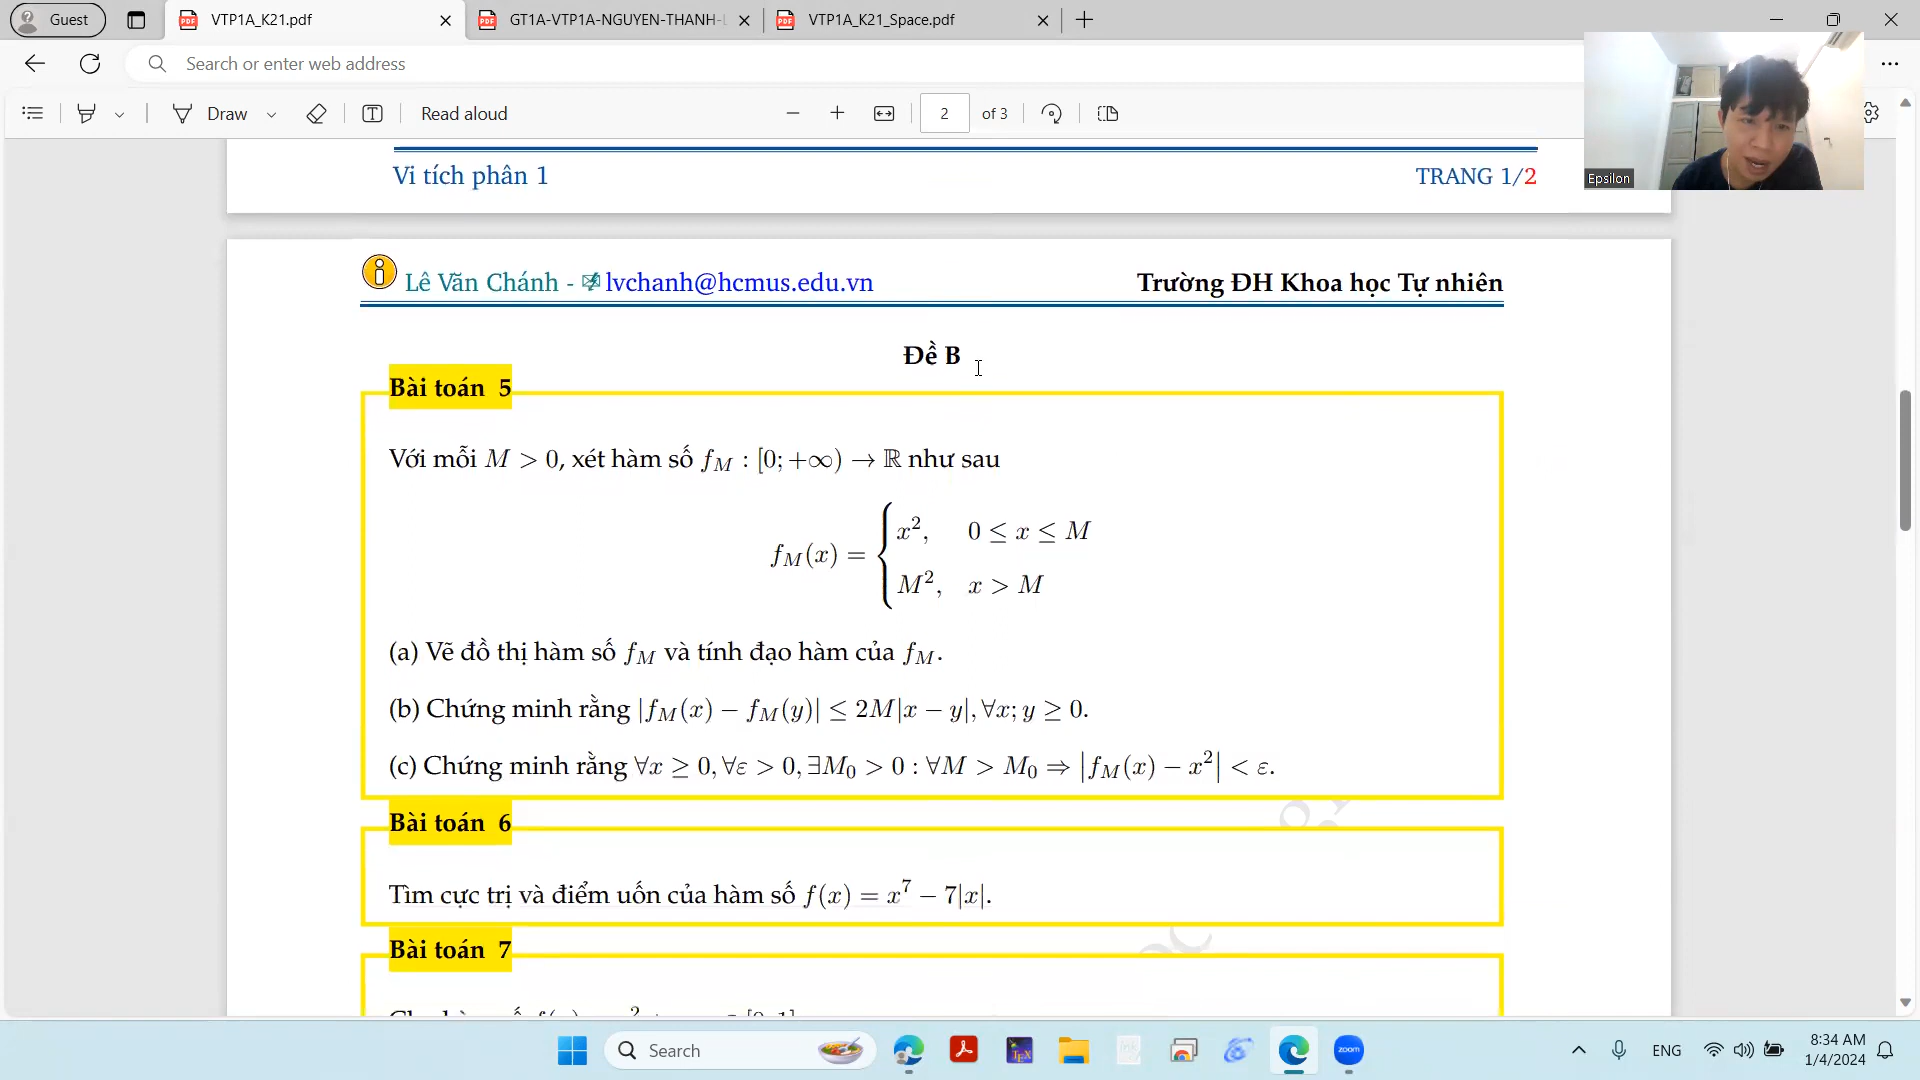 Guest
VTP1A_K21.pdf
GT1A-VTP1A-NGUYEN-THANH-L
VTP1A_K21_Space.pdf
Search or enter web address
Draw
Read aloud
2
of 3
Epsilon
Vi tích phân 1
TRANG 1/2
Lê Văn Chánh - lvchanh@hcmus.edu.vn
Trường ĐH Khoa học Tự nhiên
Đề B
Bài toán 5
Với mỗi M > 0, xét hàm số f_M : [0; +∞) → ℝ như sau
f_M(x) = { x², 0 ≤ x ≤ M
M², x > M
(a) Vẽ đồ thị hàm số f_M và tính đạo hàm của f_M.
(b) Chứng minh rằng |f_M(x) − f_M(y)| ≤ 2M|x − y|, ∀x; y ≥ 0.
(c) Chứng minh rằng ∀x ≥ 0, ∀ε > 0, ∃M₀ > 0 : ∀M > M₀ ⇒ |f_M(x) − x²| < ε.
Bài toán 6
Tìm cực trị và điểm uốn của hàm số f(x) = x⁷ − 7|x|.
Bài toán 7
Search
ENG
8:34 AM
1/4/2024
zoom